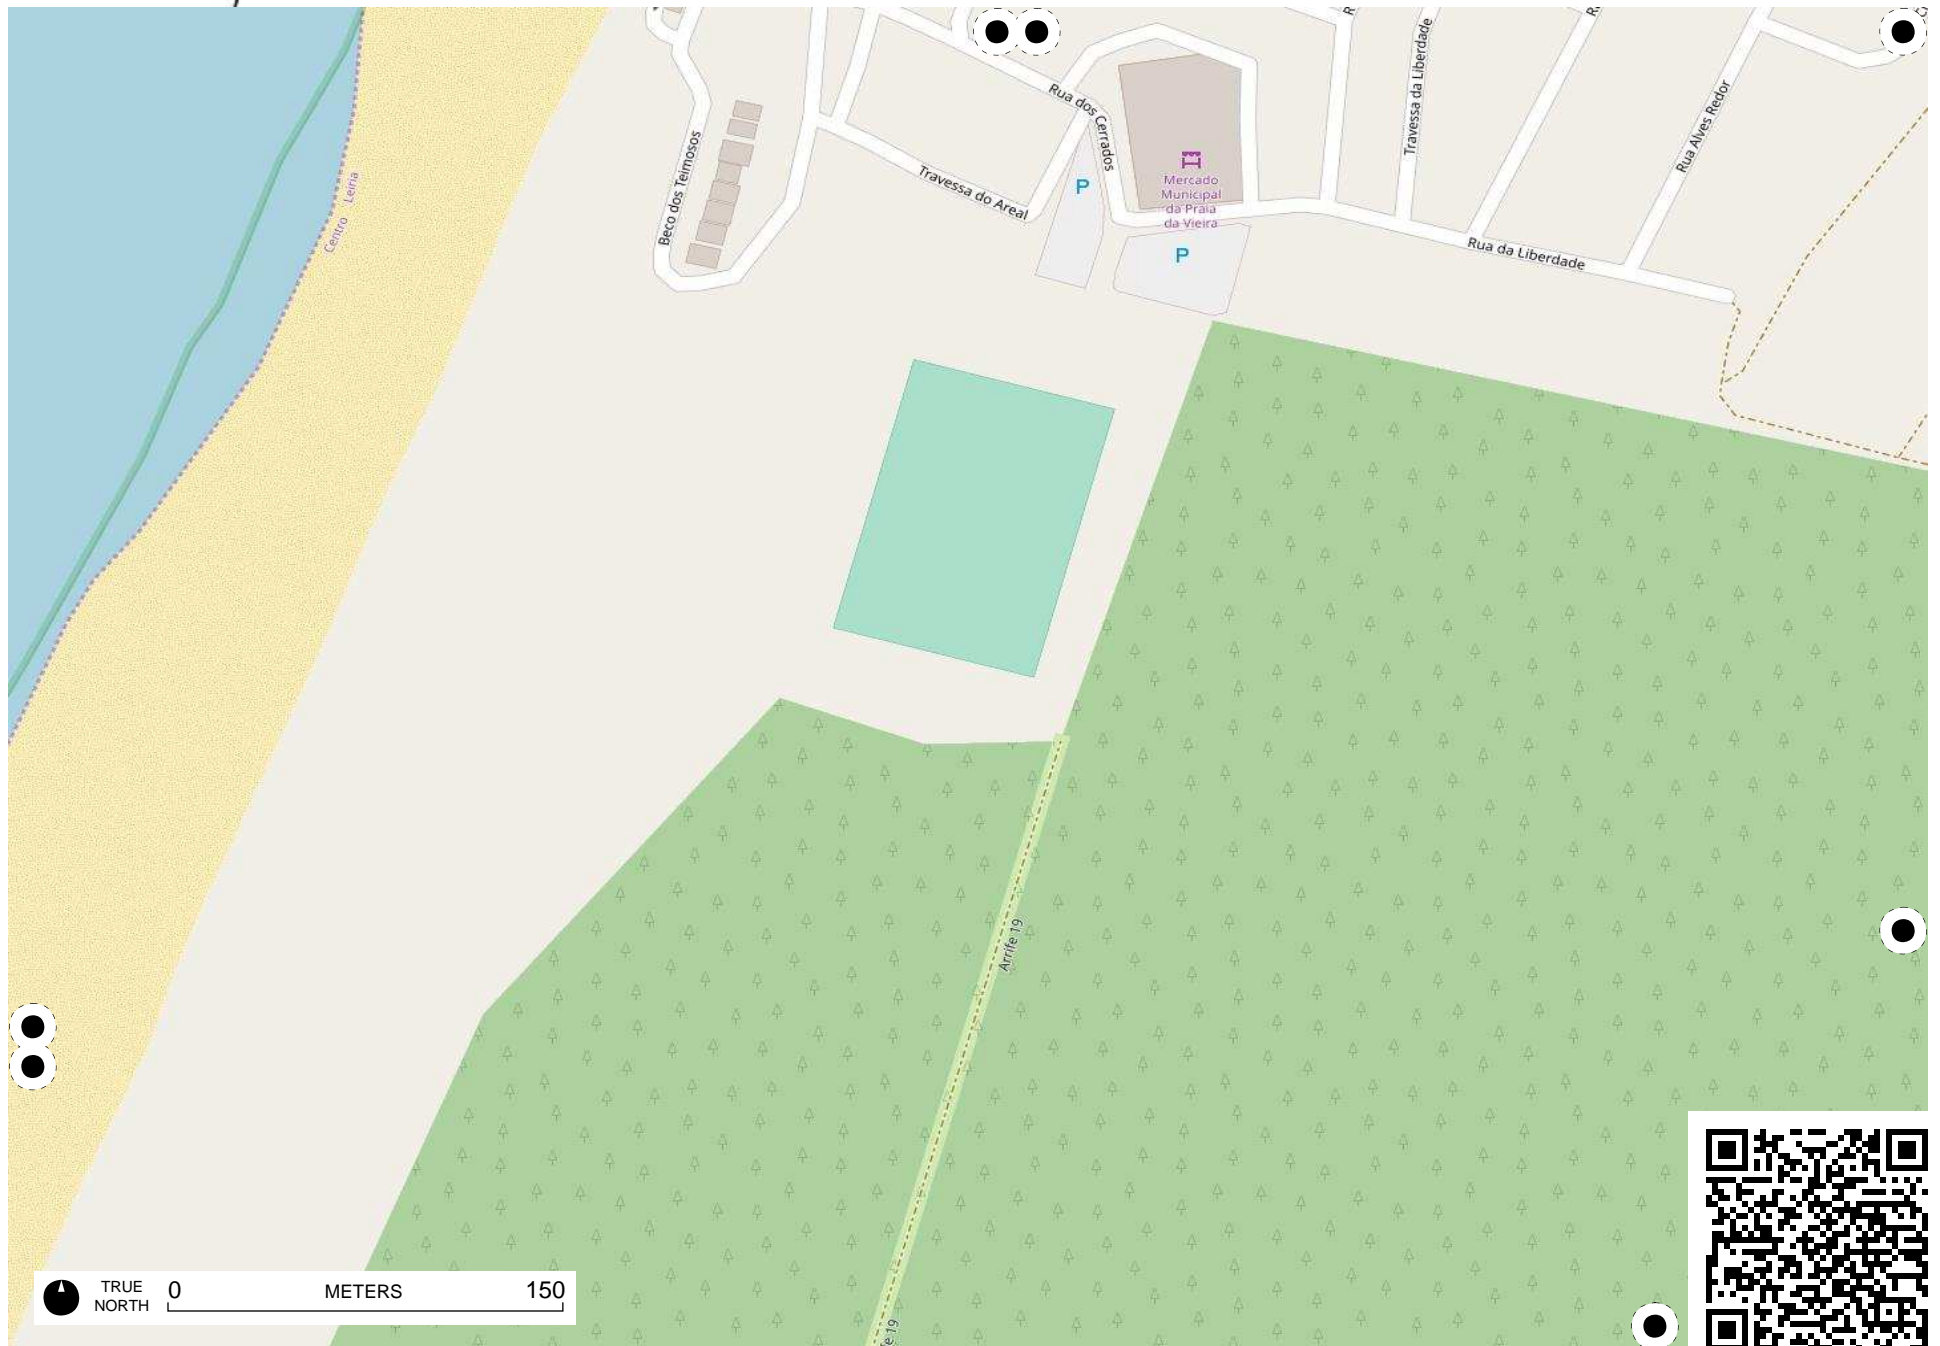 Rua dos Cerrados
Travessa da Liberdade
Rua Alves Redor
Beco dos Teimosos
Travessa do Areal
P
Mercado
Municipal
da Praia
da Vieira
Centro
Leiria
P
Rua da Liberdade
Arrife 19
TRUE
NORTH
0
METERS
150